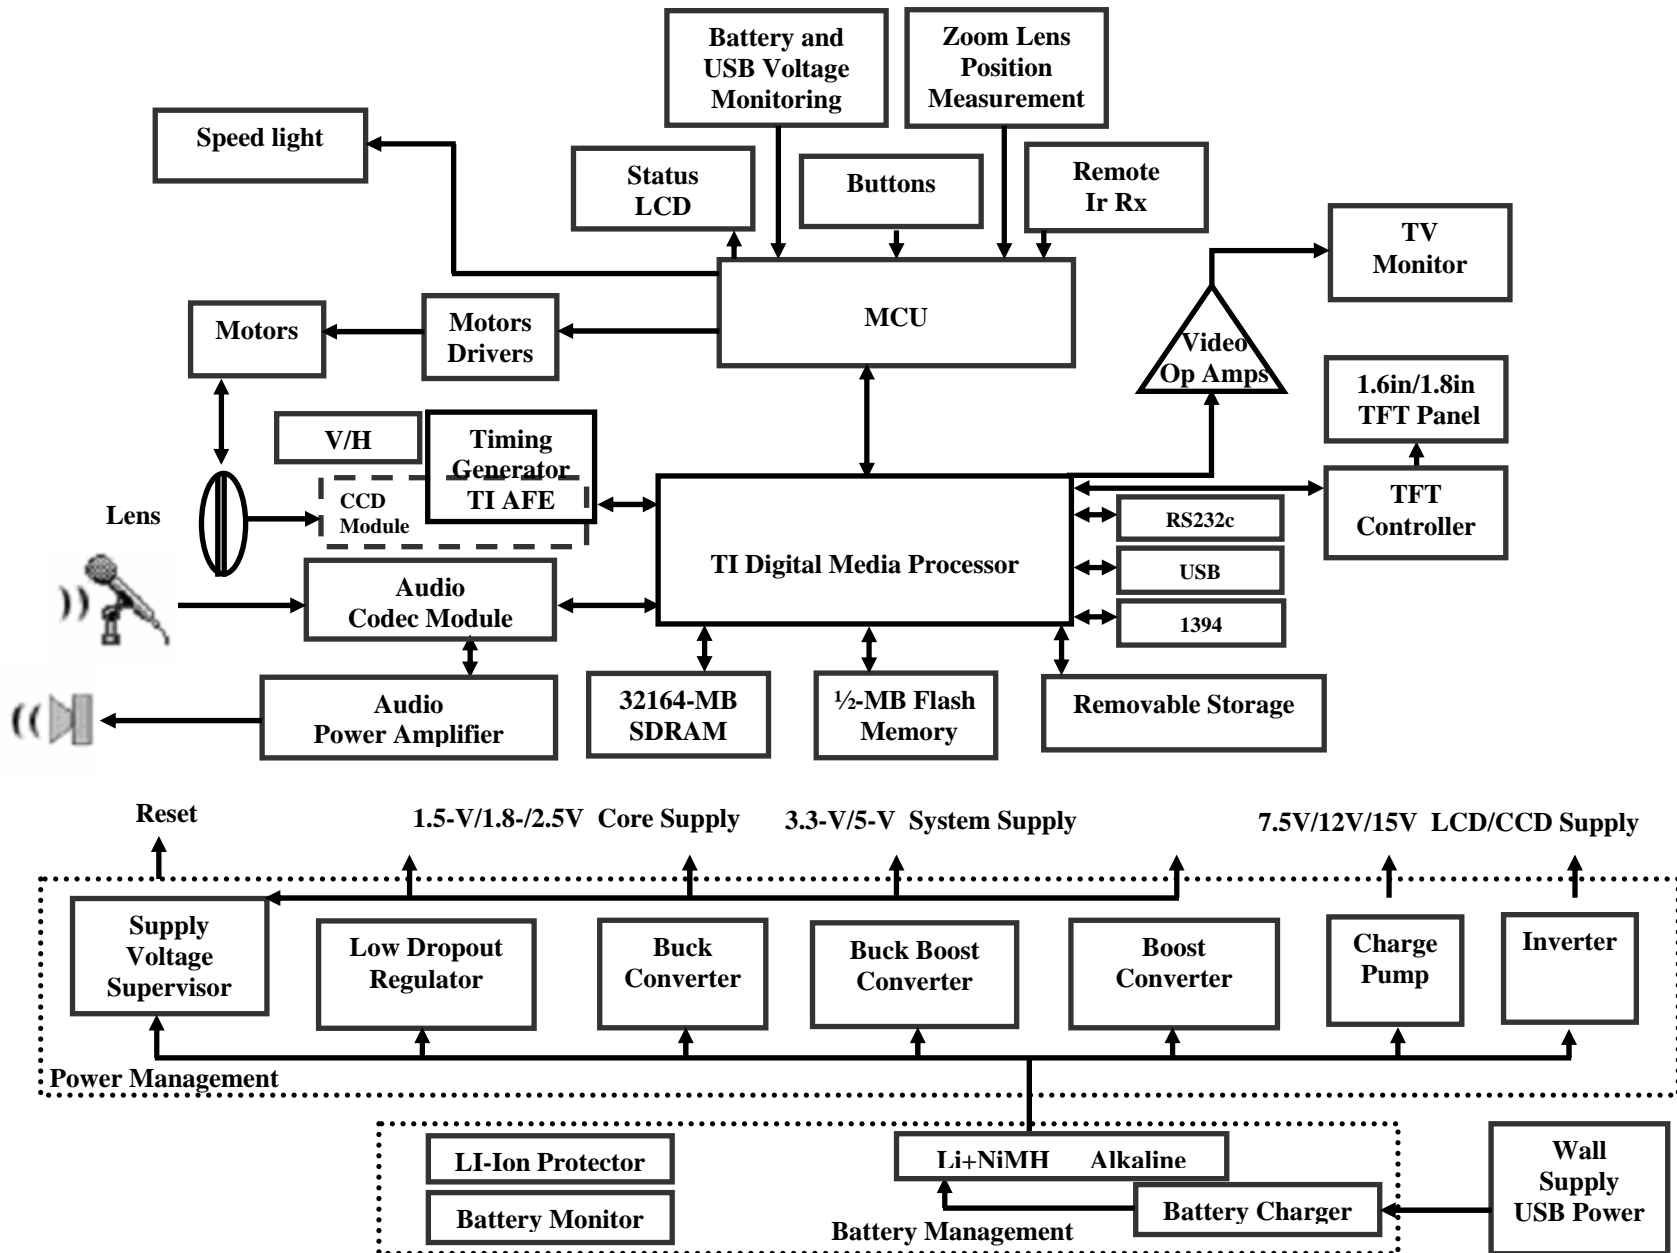 Battery and
USB Voltage
Monitoring
Zoom Lens
Position
Measurement
Speed light
Status
LCD
Buttons
Remote
Ir Rx
TV
Monitor
MCU
Motors
Motors
Drivers
Video
Op Amps
1.6in/1.8in
TFT Panel
V/H
Timing
Generator
TI AFE
CCD
Module
Lens
TI Digital Media Processor
RS232c
USB
1394
TFT
Controller
Audio
Codec Module
Audio
Power Amplifier
32164-MB
SDRAM
½-MB Flash
Memory
Removable Storage
Reset
1.5-V/1.8-/2.5V Core Supply
3.3-V/5-V System Supply
7.5V/12V/15V LCD/CCD Supply
Supply
Voltage
Supervisor
Low Dropout
Regulator
Buck
Converter
Buck Boost
Converter
Boost
Converter
Charge
Pump
Inverter
Power Management
LI-Ion Protector
Battery Monitor
Li+NiMH Alkaline
Battery Charger
Battery Management
Wall
Supply
USB Power